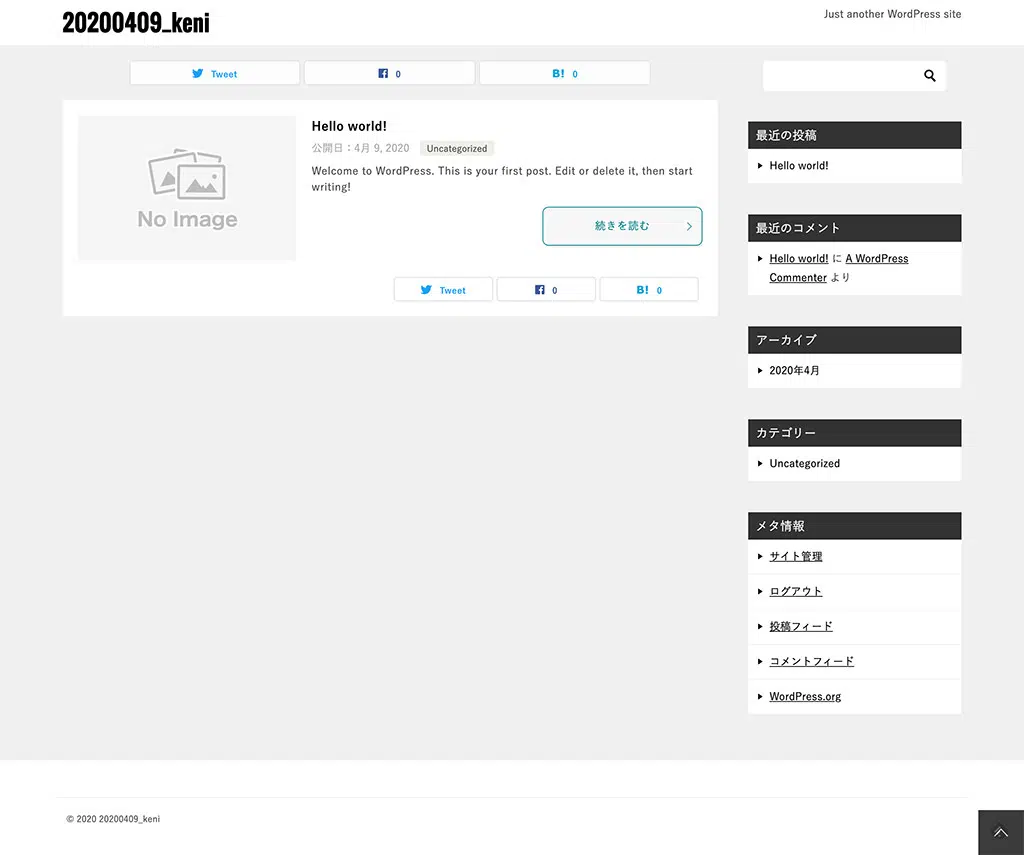 20200409_keni
Just another WordPress site
Tweet
0
B! 0
No Image
Hello world!
公開日：4月 9, 2020 Uncategorized
Welcome to WordPress. This is your first post. Edit or delete it, then start
writing!
続きを読む
Tweet
0
B! 0
最近の投稿
Hello world!
最近のコメント
Hello world! に A WordPress
Commenter より
アーカイブ
2020年4月
カテゴリー
Uncategorized
メタ情報
サイト管理
ログアウト
投稿フィード
コメントフィード
WordPress.org
© 2020 20200409_keni